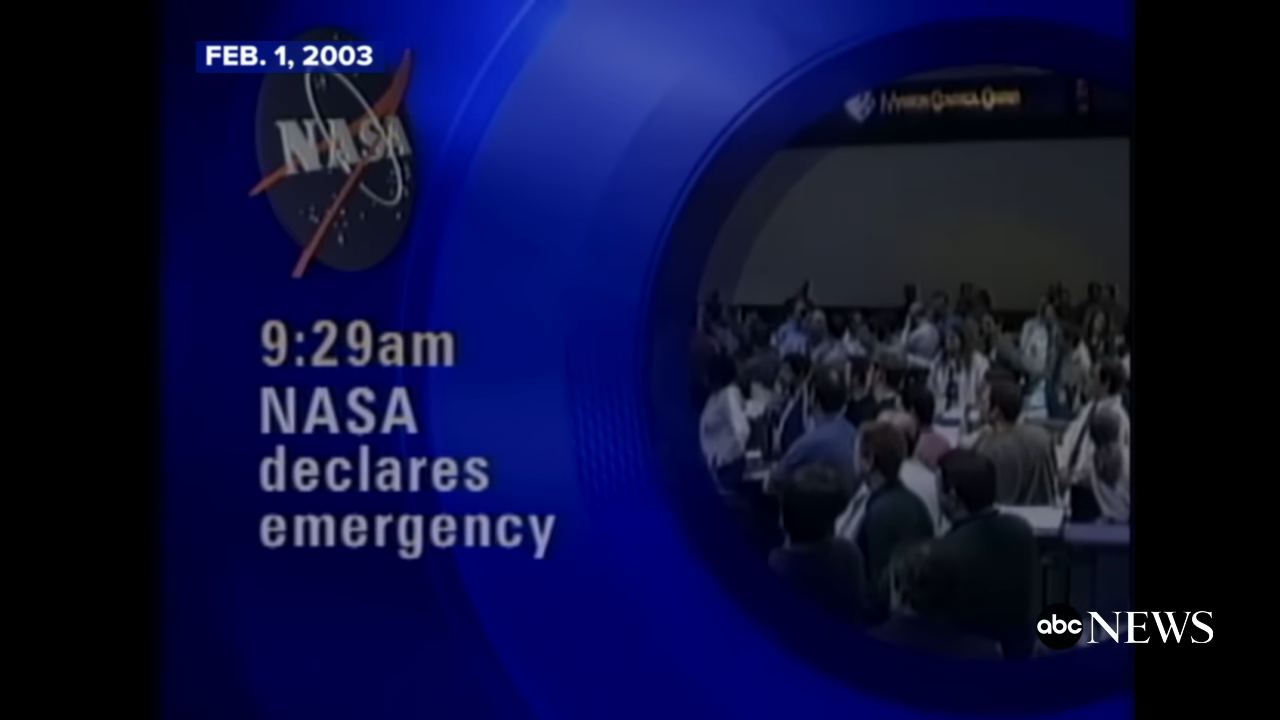 FEB. 1, 2003
NASA
9:29am
NASA
declares
emergency
abc NEWS